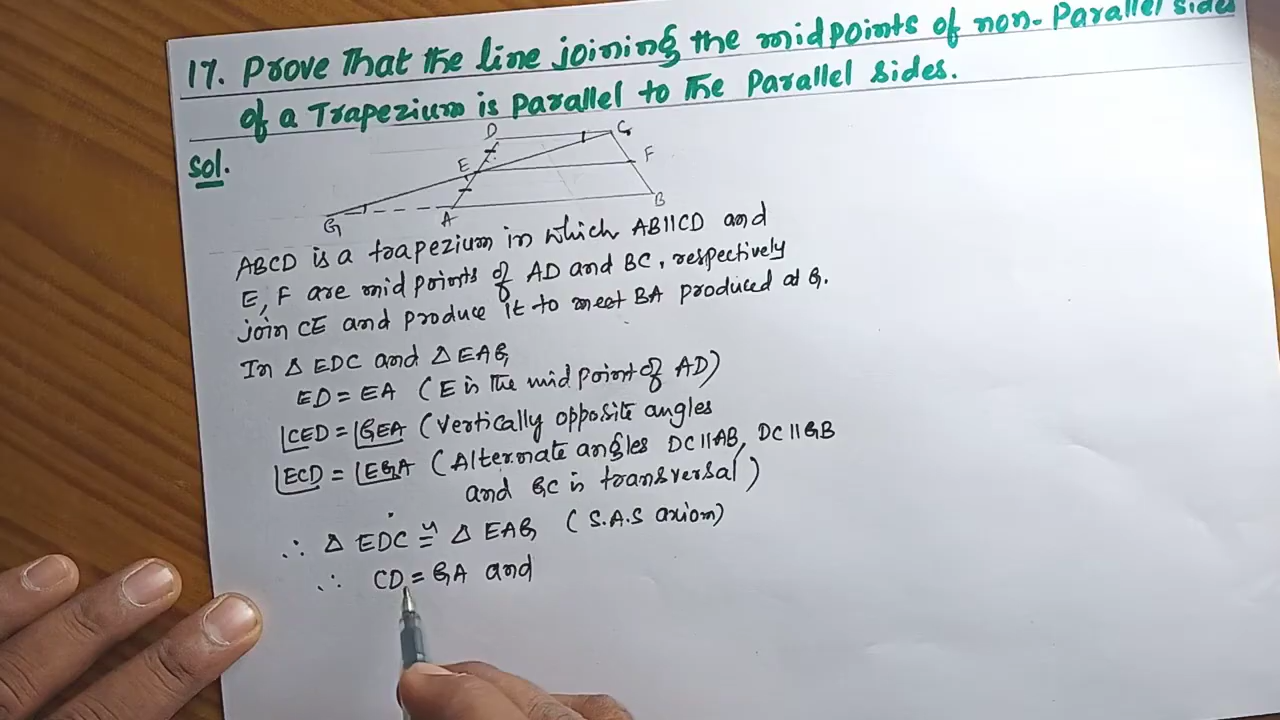 17. Prove That the line joining the midpoints of non-Parallel sides
of a Trapezium is parallel to The Parallel sides.
Sol.
D C
E F
G A B
ABCD is a trapezium in which AB||CD and
E, F are midpoints of AD and BC, respectively
join CE and produce it to meet BA produced at G.
In Δ EDC and Δ EAG,
ED = EA (E is the midpoint of AD)
∠CED = ∠GEA (Vertically opposite angles
∠ECD = ∠EGA (Alternate angles DC||AB, DC||GB
and GC is transversal)
∴ Δ EDC ≅ Δ EAG (S.A.S axiom)
∴ CD = GA and